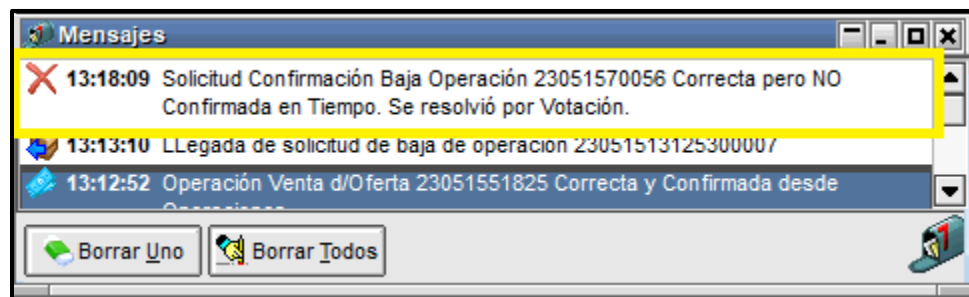 Mensajes
13:18:09 Solicitud Confirmación Baja Operación 23051570056 Correcta pero NO
Confirmada en Tiempo. Se resolvió por Votación.
13:13:10 LLegada de solicitud de baja de operación 23051513125300007
13:12:52 Operación Venta d/Oferta 23051551825 Correcta y Confirmada desde
Borrar Uno Borrar Todos